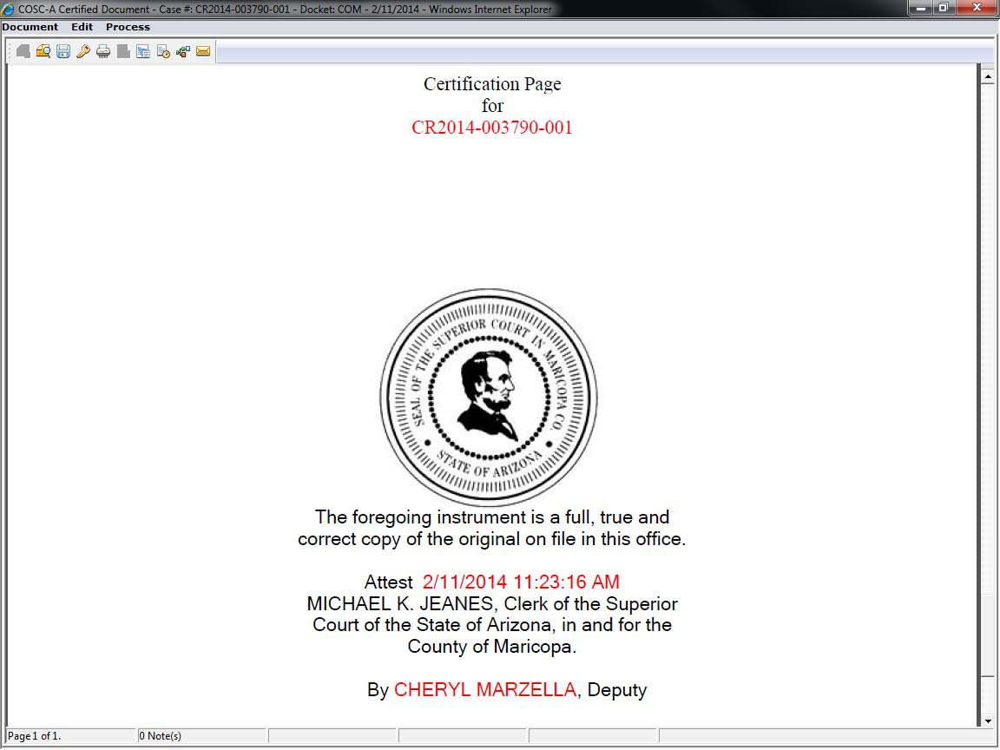 COSC-A Certified Document - Case #: CR2014-003790-001 - Docket: COM - 2/11/2014 - Windows Internet Explorer
Document Edit Process
Certification Page
for
CR2014-003790-001
SEAL OF THE SUPERIOR COURT IN MARICOPA CO.
STATE OF ARIZONA
The foregoing instrument is a full, true and
correct copy of the original on file in this office.
Attest 2/11/2014 11:23:16 AM
MICHAEL K. JEANES, Clerk of the Superior
Court of the State of Arizona, in and for the
County of Maricopa.
By CHERYL MARZELLA, Deputy
Page 1 of 1. 0 Note(s)